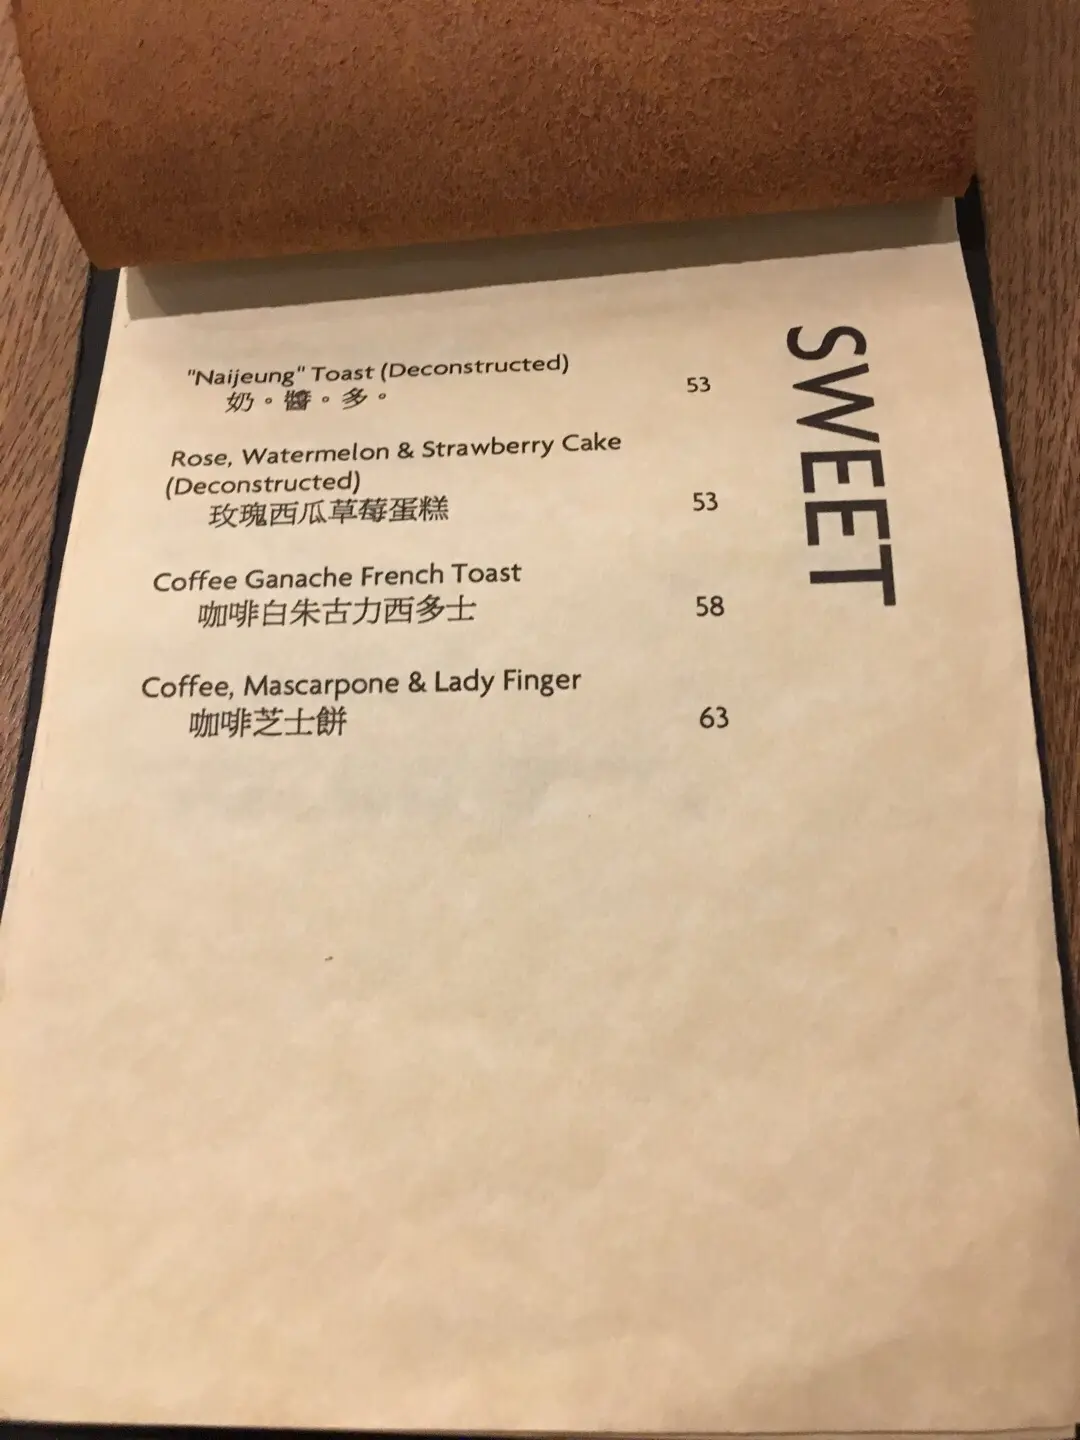 SWEET
"Naijeung" Toast (Deconstructed)
奶。醬。多。
53
Rose, Watermelon & Strawberry Cake
(Deconstructed)
玫瑰西瓜草莓蛋糕
53
Coffee Ganache French Toast
咖啡白朱古力西多士
58
Coffee, Mascarpone & Lady Finger
咖啡芝士餅
63